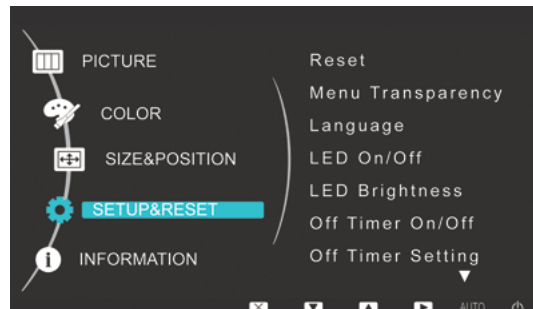 PICTURE
COLOR
SIZE&POSITION
SETUP&RESET
INFORMATION
Reset
Menu Transparency
Language
LED On/Off
LED Brightness
Off Timer On/Off
Off Timer Setting
AUTO